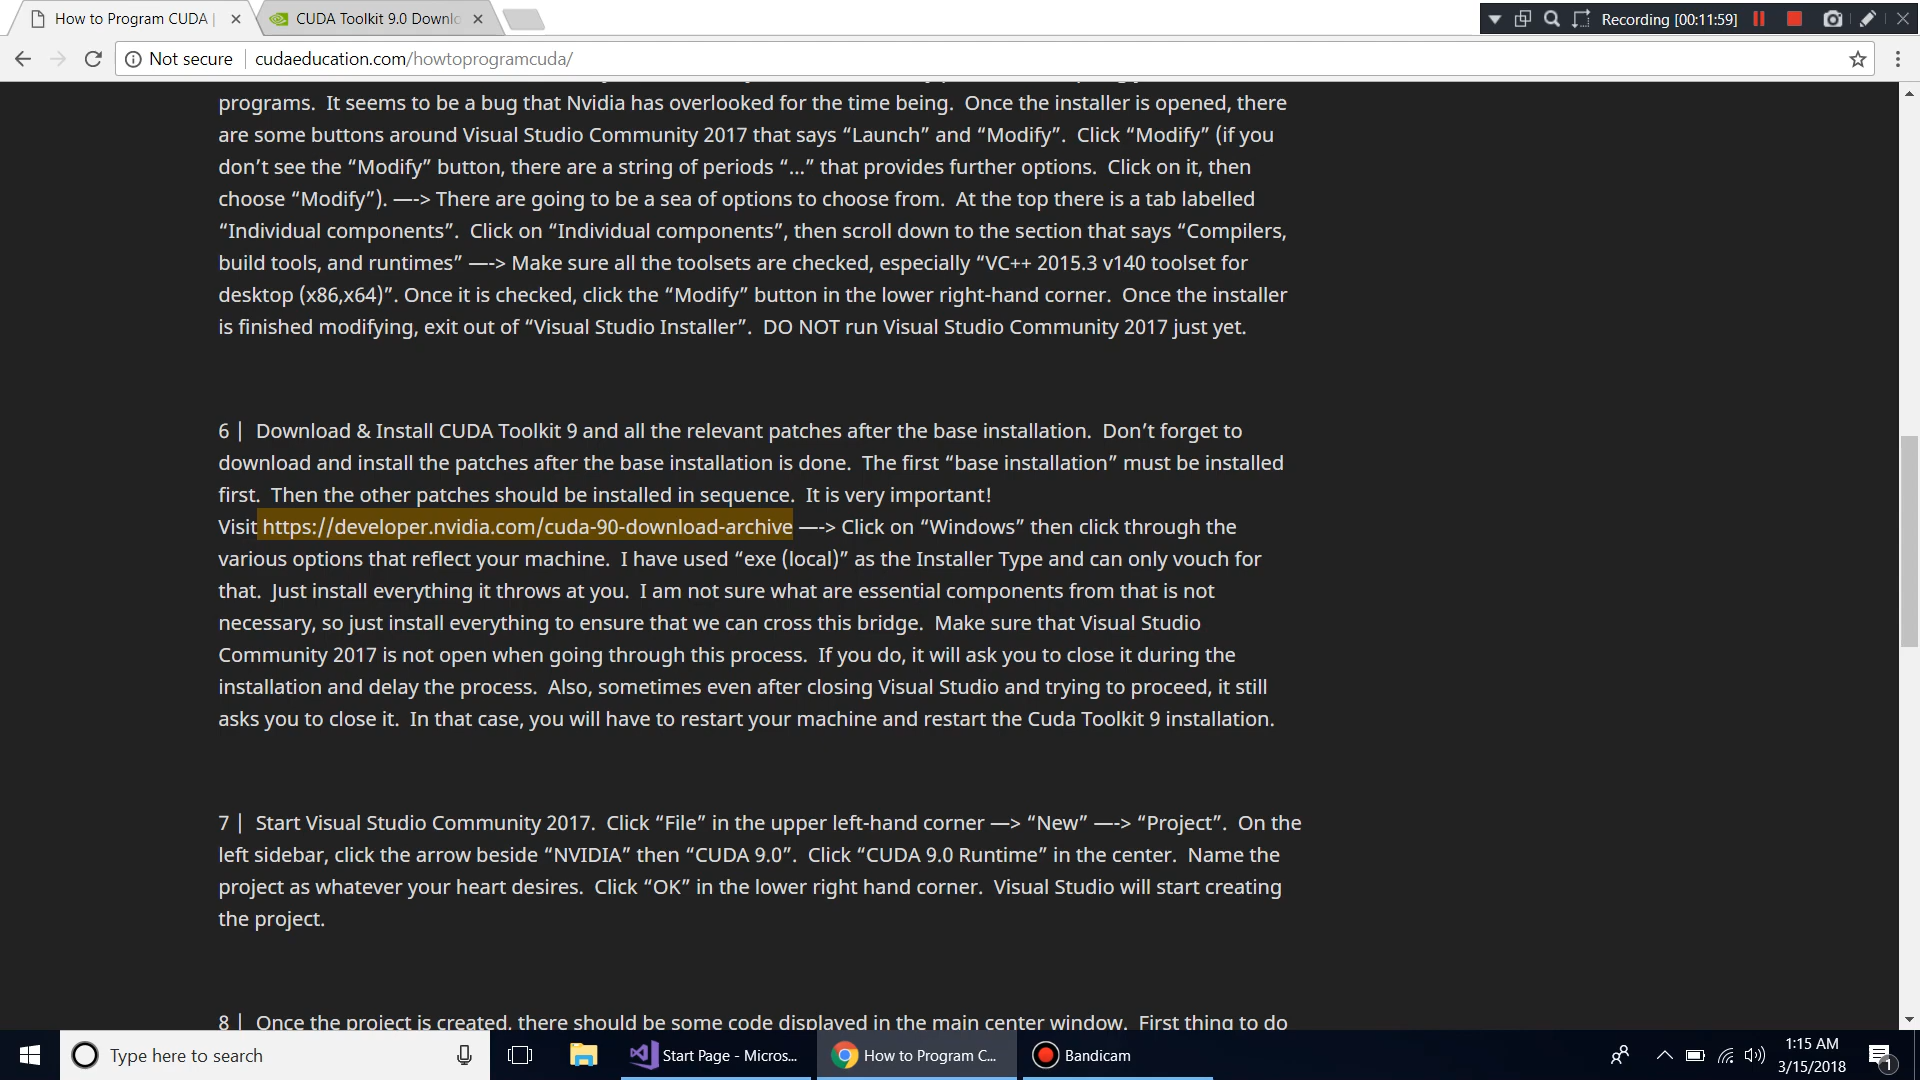 How to Program CUDA |
CUDA Toolkit 9.0 Downlo
Recording [00:11:59]
Not secure
cudaeducation.com/howtoprogramcuda/
programs.  It seems to be a bug that Nvidia has overlooked for the time being.  Once the installer is opened, there
are some buttons around Visual Studio Community 2017 that says “Launch” and “Modify”.  Click “Modify” (if you
don’t see the “Modify” button, there are a string of periods “…” that provides further options.  Click on it, then
choose “Modify”). —-> There are going to be a sea of options to choose from.  At the top there is a tab labelled
“Individual components”.  Click on “Individual components”, then scroll down to the section that says “Compilers,
build tools, and runtimes” —-> Make sure all the toolsets are checked, especially “VC++ 2015.3 v140 toolset for
desktop (x86,x64)”. Once it is checked, click the “Modify” button in the lower right-hand corner.  Once the installer
is finished modifying, exit out of “Visual Studio Installer”.  DO NOT run Visual Studio Community 2017 just yet.
6 |  Download & Install CUDA Toolkit 9 and all the relevant patches after the base installation.  Don’t forget to
download and install the patches after the base installation is done.  The first “base installation” must be installed
first.  Then the other patches should be installed in sequence.  It is very important!
Visit https://developer.nvidia.com/cuda-90-download-archive —-> Click on “Windows” then click through the
various options that reflect your machine.  I have used “exe (local)” as the Installer Type and can only vouch for
that.  Just install everything it throws at you.  I am not sure what are essential components from that is not
necessary, so just install everything to ensure that we can cross this bridge.  Make sure that Visual Studio
Community 2017 is not open when going through this process.  If you do, it will ask you to close it during the
installation and delay the process.  Also, sometimes even after closing Visual Studio and trying to proceed, it still
asks you to close it.  In that case, you will have to restart your machine and restart the Cuda Toolkit 9 installation.
7 |  Start Visual Studio Community 2017.  Click “File” in the upper left-hand corner —> “New” —-> “Project”.  On the
left sidebar, click the arrow beside “NVIDIA” then “CUDA 9.0”.  Click “CUDA 9.0 Runtime” in the center.  Name the
project as whatever your heart desires.  Click “OK” in the lower right hand corner.  Visual Studio will start creating
the project.
8 |  Once the project is created, there should be some code displayed in the main center window.  First thing to do
Type here to search
Start Page - Micros...
How to Program C...
Bandicam
1:15 AM
3/15/2018
1